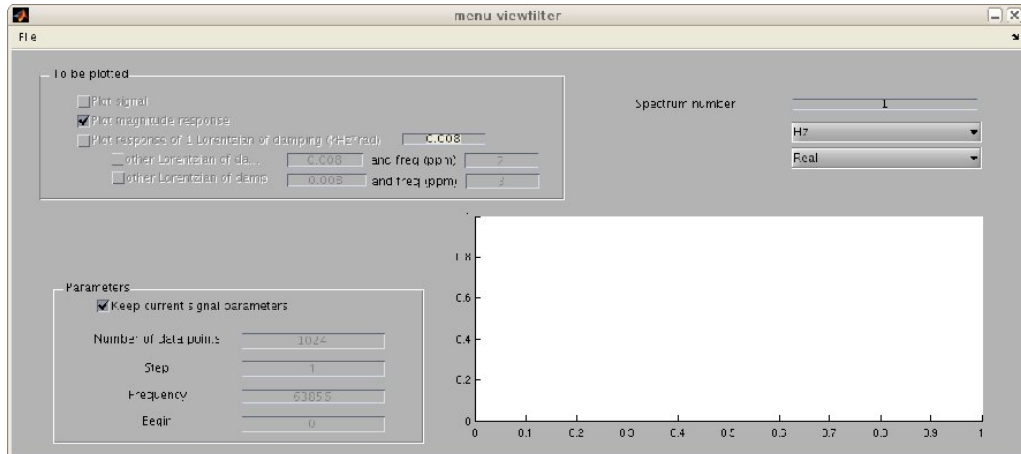 menu viewfilter
File
To be plotted
Plot signal
Plot magnitude response
Plot response of 1 Lorentzian of damping (kHz*rad) 0.008
other Lorentzian of da... 0.008 and freq (ppm) 2
other Lorentzian of damp 0.008 and freq (ppm) 3
Spectrum number 1
Hz
Real
Parameters
Keep current signal parameters
Number of data points 1024
Step 1
Frequency 63855
Begin 0
1
0.8
0.6
0.4
0.2
0
0 0.1 0.2 0.3 0.4 0.5 0.6 0.7 0.8 0.9 1